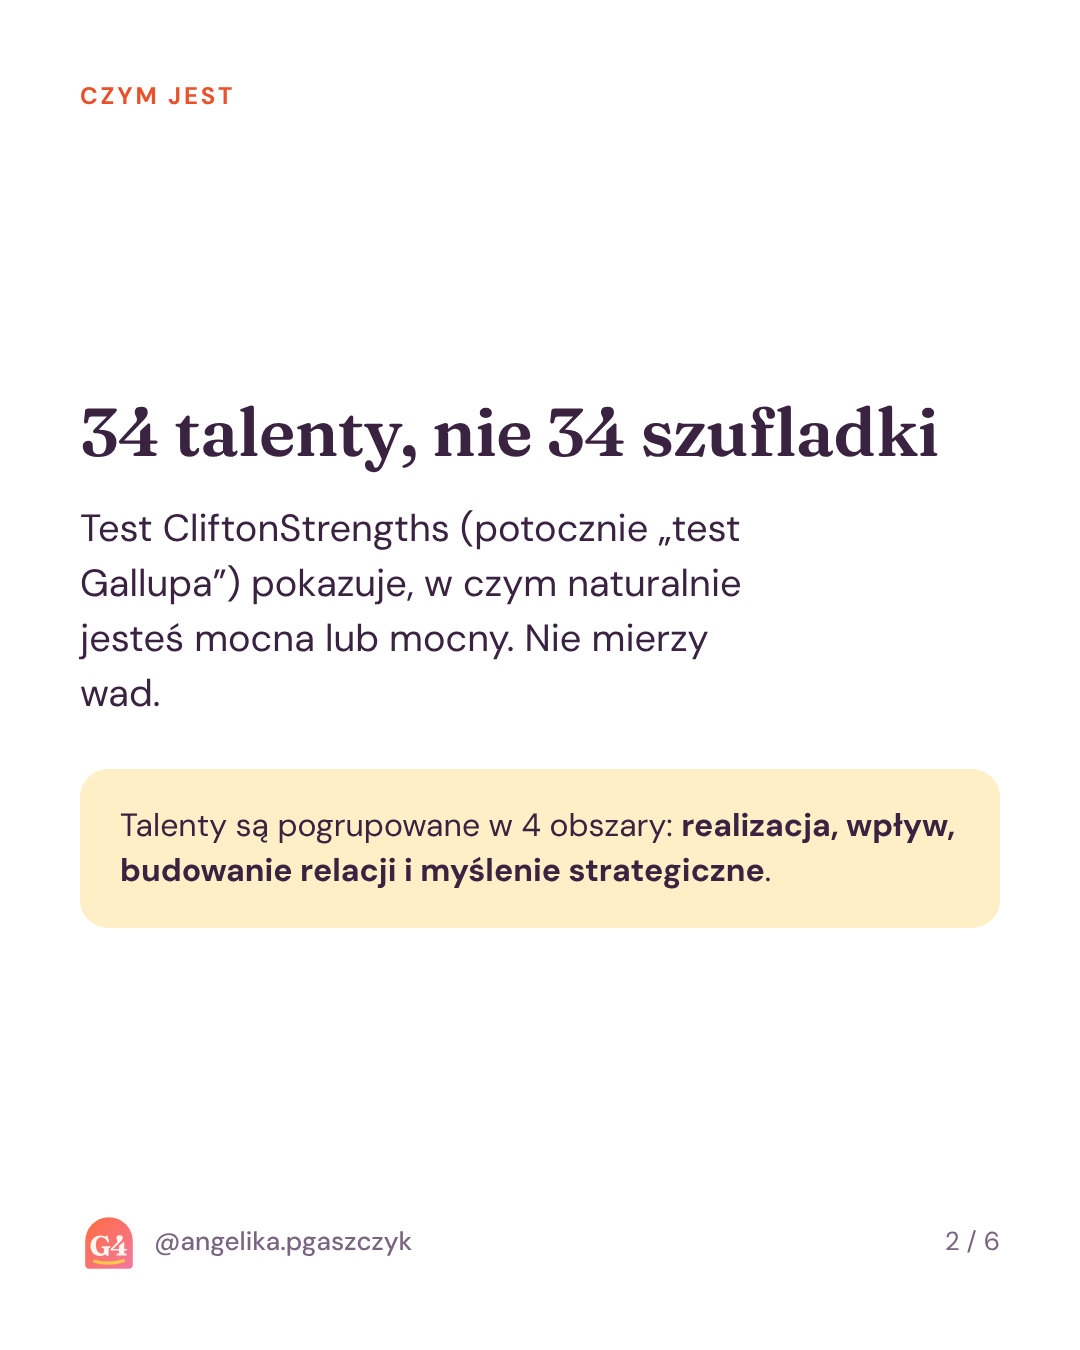 CZYM JEST
34 talenty, nie 34 szufladki
Test CliftonStrengths (potocznie „test
Gallupa”) pokazuje, w czym naturalnie
jesteś mocna lub mocny. Nie mierzy
wad.
Talenty są pogrupowane w 4 obszary: realizacja, wpływ,
budowanie relacji i myślenie strategiczne.
G4
@angelika.pgaszczyk
2 / 6